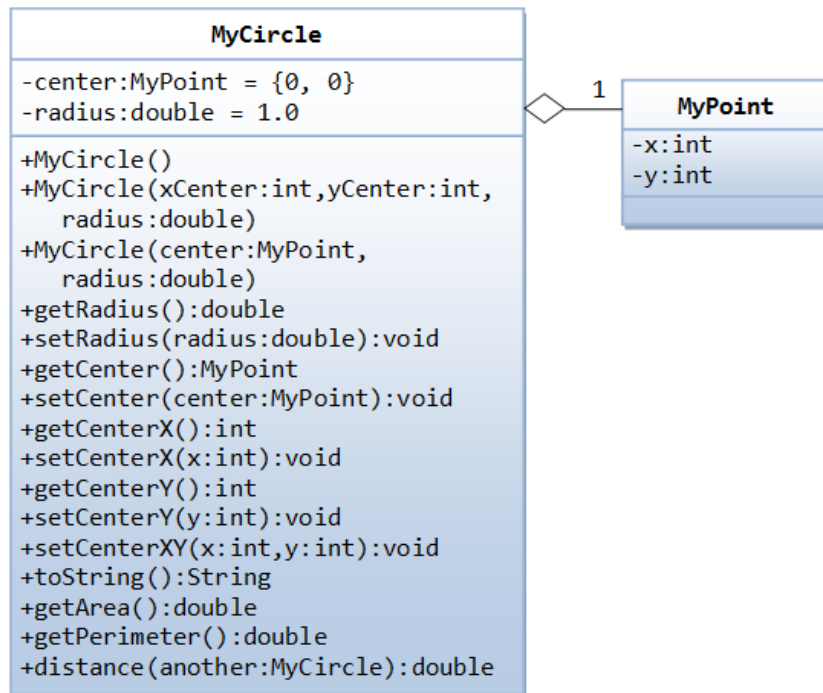 MyCircle
-center:MyPoint = {0, 0}
-radius:double = 1.0
+MyCircle()
+MyCircle(xCenter:int,yCenter:int,
radius:double)
+MyCircle(center:MyPoint,
radius:double)
+getRadius():double
+setRadius(radius:double):void
+getCenter():MyPoint
+setCenter(center:MyPoint):void
+getCenterX():int
+setCenterX(x:int):void
+getCenterY():int
+setCenterY(y:int):void
+setCenterXY(x:int,y:int):void
+toString():String
+getArea():double
+getPerimeter():double
+distance(another:MyCircle):double
1
MyPoint
-x:int
-y:int